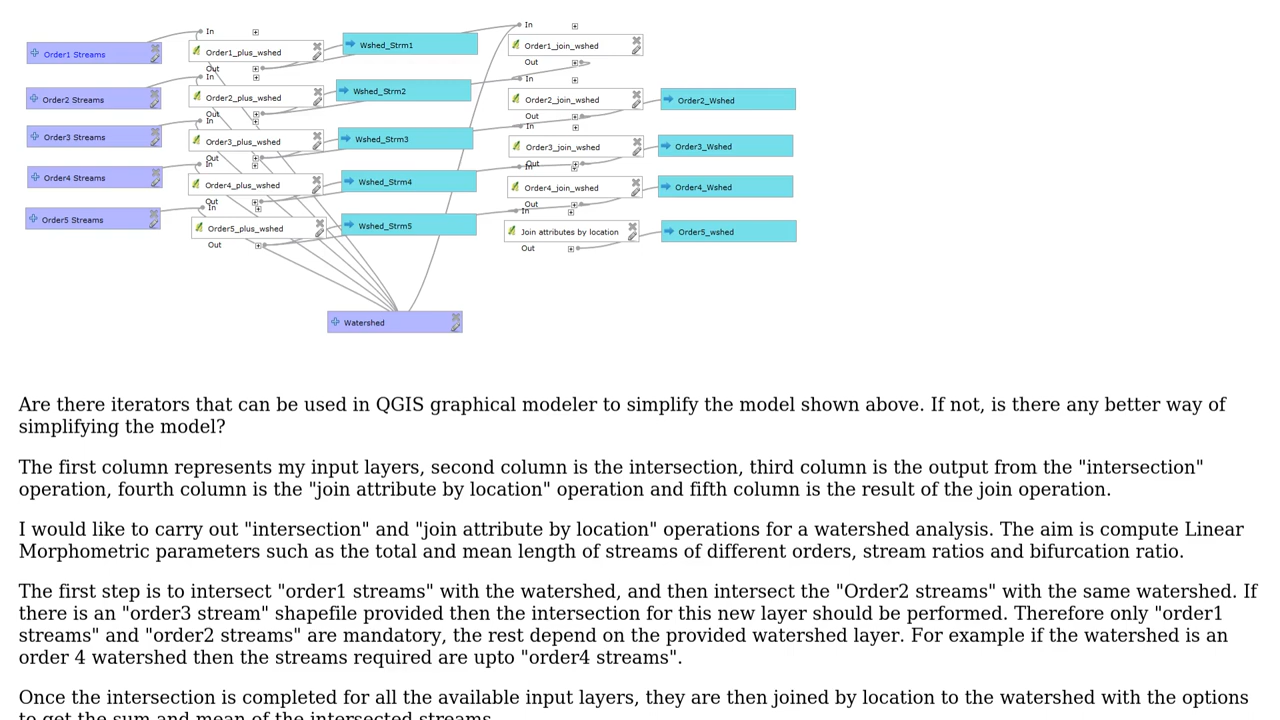 In
Order1 Streams
Order1_plus_wshed
Wshed_Strm1
In
Order1_join_wshed
Out
Out
In
In
Order2 Streams
Order2_plus_wshed
Wshed_Strm2
Order2_join_wshed
Order2_Wshed
Out
Out
In
In
Order3 Streams
Order3_plus_wshed
Wshed_Strm3
Order3_join_wshed
Order3_Wshed
Out
Out
In
In
Order4 Streams
Order4_plus_wshed
Wshed_Strm4
Order4_join_wshed
Order4_Wshed
Out
Out
In
In
Order5 Streams
Order5_plus_wshed
Wshed_Strm5
Join attributes by location
Order5_wshed
Out
Out
Watershed
Are there iterators that can be used in QGIS graphical modeler to simplify the model shown above. If not, is there any better way of
simplifying the model?
The first column represents my input layers, second column is the intersection, third column is the output from the "intersection"
operation, fourth column is the "join attribute by location" operation and fifth column is the result of the join operation.
I would like to carry out "intersection" and "join attribute by location" operations for a watershed analysis. The aim is compute Linear
Morphometric parameters such as the total and mean length of streams of different orders, stream ratios and bifurcation ratio.
The first step is to intersect "order1 streams" with the watershed, and then intersect the "Order2 streams" with the same watershed. If
there is an "order3 stream" shapefile provided then the intersection for this new layer should be performed. Therefore only "order1
streams" and "order2 streams" are mandatory, the rest depend on the provided watershed layer. For example if the watershed is an
order 4 watershed then the streams required are upto "order4 streams".
Once the intersection is completed for all the available input layers, they are then joined by location to the watershed with the options
to get the sum and mean of the intersected streams.